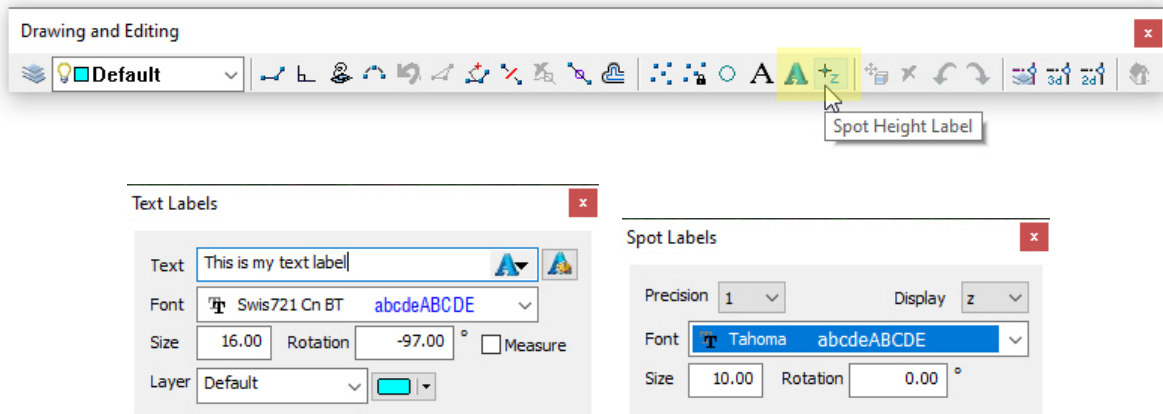 Drawing and Editing
Default
A A +z 3d 2d
Spot Height Label
Text Labels
Text This is my text label
Font Swis721 Cn BT abcdeABCDE
Size 16.00 Rotation -97.00 ° Measure
Layer Default
Spot Labels
Precision 1 Display z
Font Tahoma abcdeABCDE
Size 10.00 Rotation 0.00 °